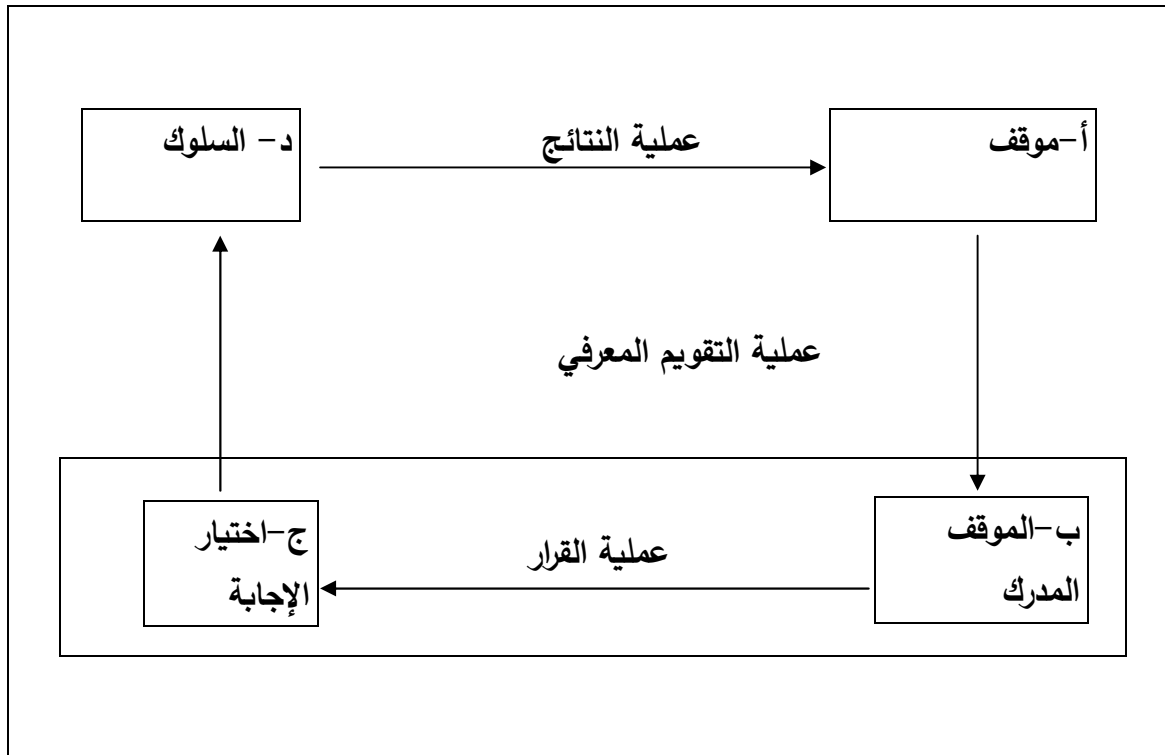 أ-موقف
عملية النتائج
د- السلوك
عملية التقويم المعرفي
ب-الموقف
المدرك
عملية القرار
ج-اختيار
الإجابة